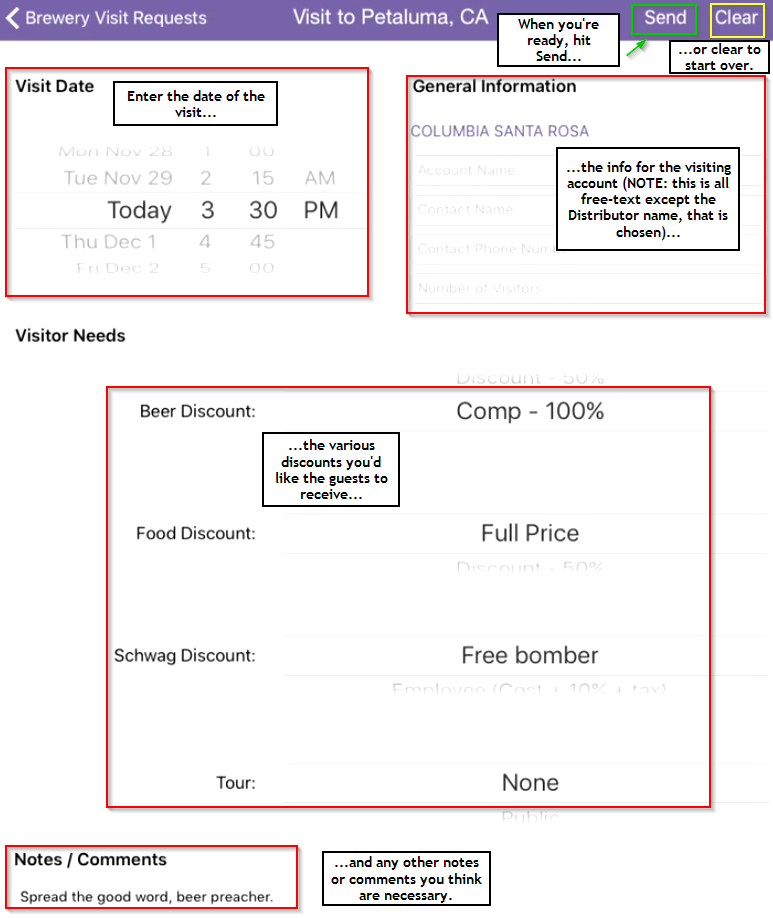 Brewery Visit Requests
Visit to Petaluma, CA
When you're
ready, hit
Send...
Send
Clear
...or clear to
start over.
Visit Date
Enter the date of the
visit...
Mon Nov 28 1 00
Tue Nov 29 2 15 AM
Today 3 30 PM
Thu Dec 1 4 45
Fri Dec 2 5 00
General Information
COLUMBIA SANTA ROSA
Account Name
Contact Name
Contact Phone Num
Number of Visitors
...the info for the visiting
account (NOTE: this is all
free-text except the
Distributor name, that is
chosen)...
Visitor Needs
Discount - 50%
Beer Discount: Comp - 100%
...the various
discounts you'd
like the guests to
receive...
Food Discount: Full Price
Discount - 50%
Schwag Discount: Free bomber
Employee (Cost + 10% + tax)
Tour: None
Public
Notes / Comments
Spread the good word, beer preacher.
...and any other notes
or comments you think
are necessary.